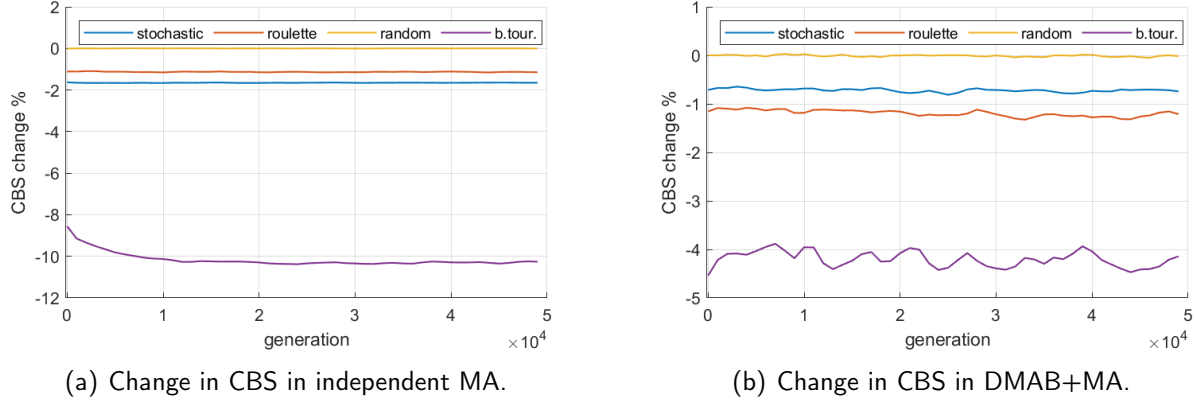 stochastic roulette random b.tour.
2
0
-2
-4
-6
-8
-10
-12
CBS change %
0 1 2 3 4 5
generation
×10^4
(a) Change in CBS in independent MA.
stochastic roulette random b.tour.
1
0
-1
-2
-3
-4
-5
CBS change %
0 1 2 3 4 5
generation
×10^4
(b) Change in CBS in DMAB+MA.